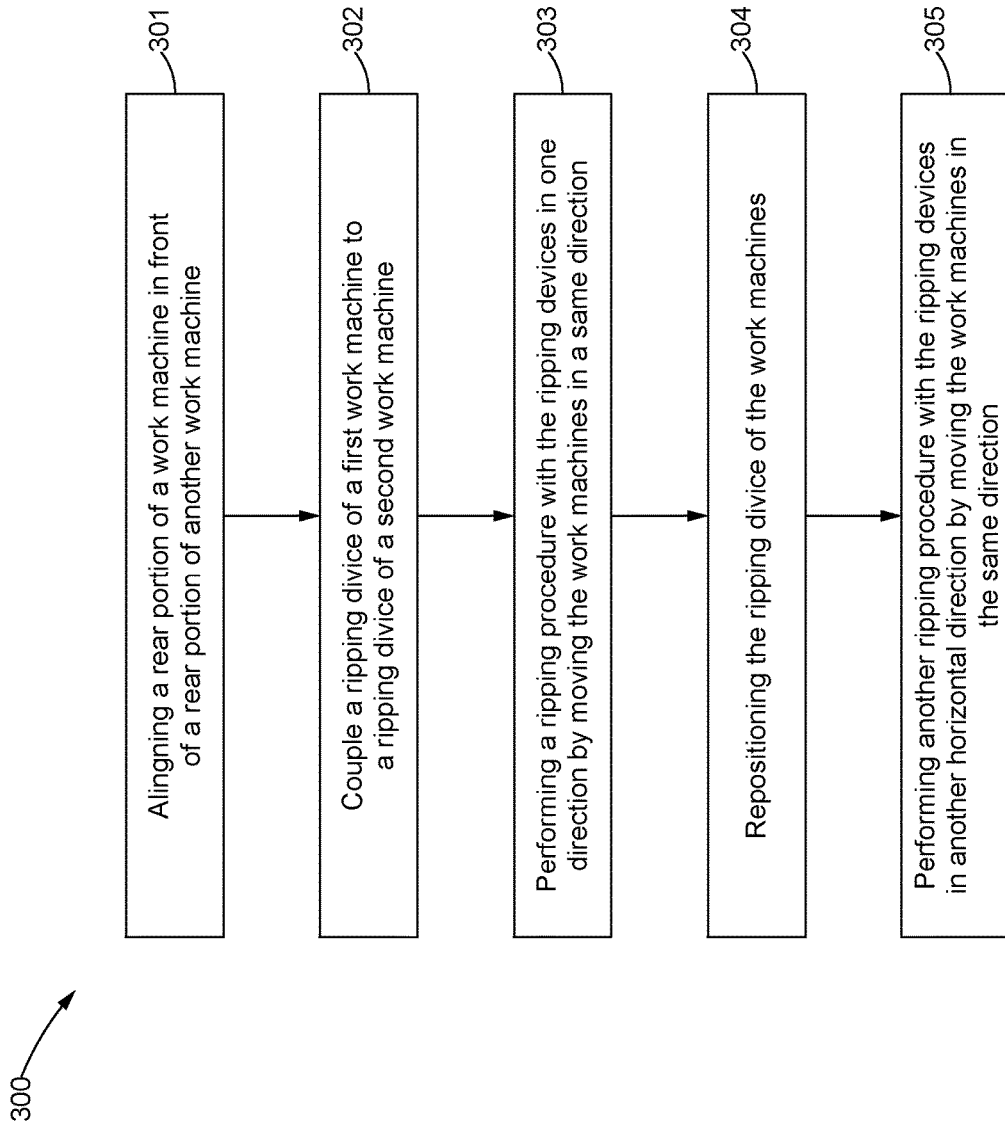 300
Alingning a rear portion of a work machine in front
of a rear portion of another work machine
301
Couple a ripping divice of a first work machine to
a ripping divice of a second work machine
302
Performing a ripping procedure with the ripping devices in one
direction by moving the work machines in a same direction
303
Repositioning the ripping divice of the work machines
304
Performing another ripping procedure with the ripping devices
in another horizontal direction by moving the work machines in
the same direction
305